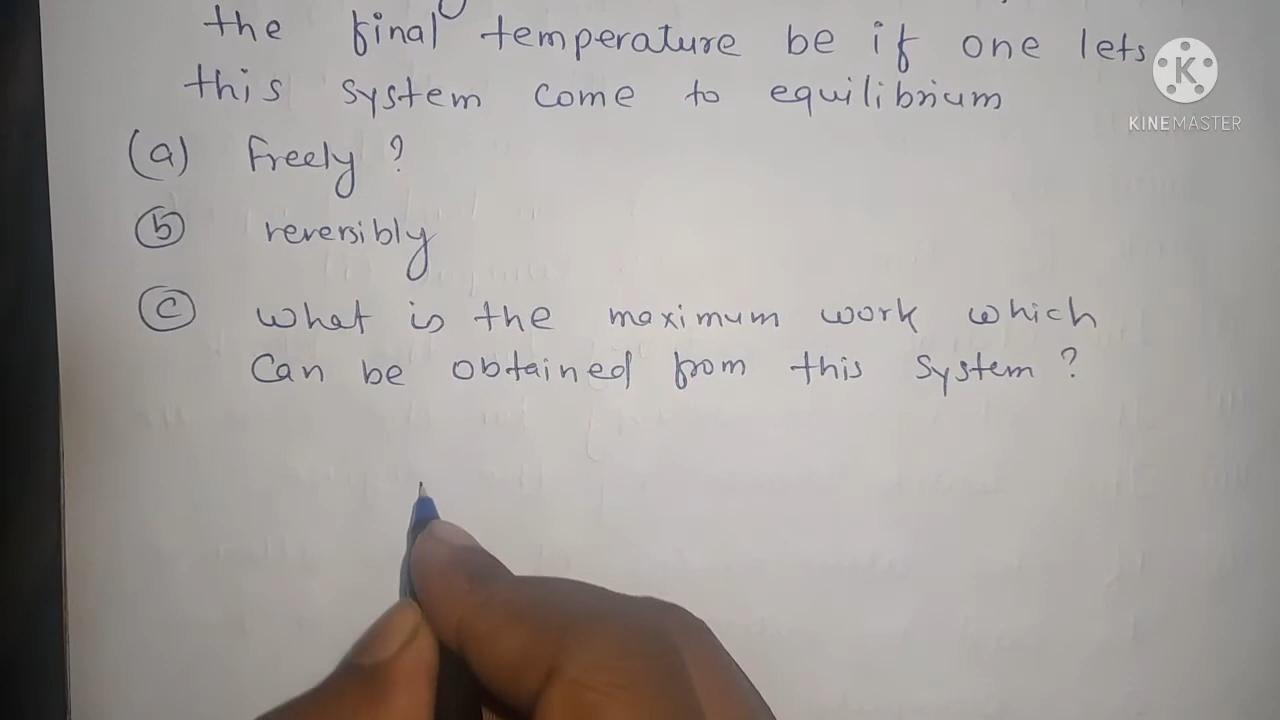 the final temperature be if one lets
this system come to equilibrium
(a) Freely ?
(b) reversibly
(c) What is the maximum work which
can be obtained from this system ?
K
KINEMASTER